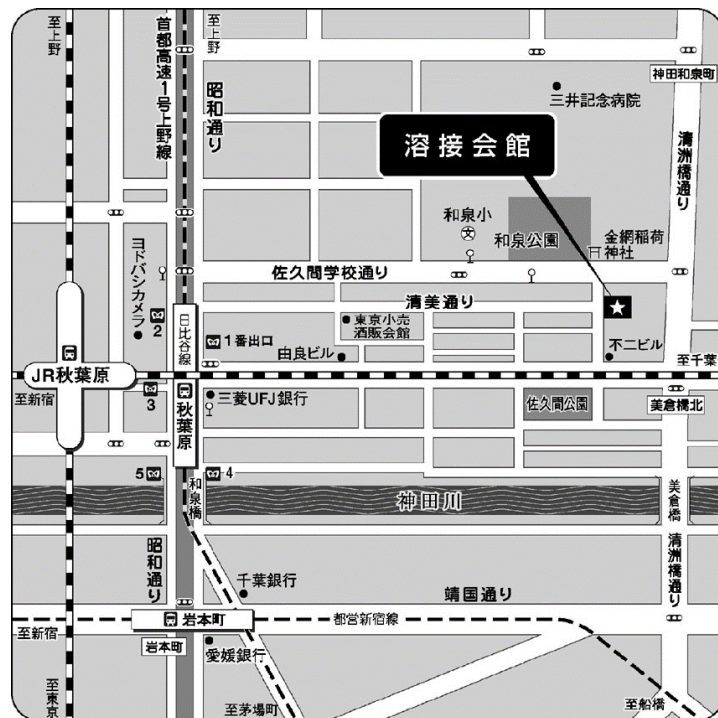 至上野
首都高速1号上野線
至上野
昭和通り
神田和泉町
三井記念病院
溶接会館
清洲橋通り
和泉小
文
和泉公園
金網稲荷
神社
ヨドバシカメラ
佐久間学校通り
清美通り
2
日比谷線
1番出口
東京小売
酒販会館
由良ビル
不二ビル
至千葉
JR秋葉原
至新宿
3
秋葉原
三菱UFJ銀行
佐久間公園
美倉橋北
5
4
和泉橋
神田川
美倉橋
昭和通り
千葉銀行
靖国通り
清洲橋通り
至新宿
岩本町
都営新宿線
岩本町
愛媛銀行
至東京
至茅場町
至船橋